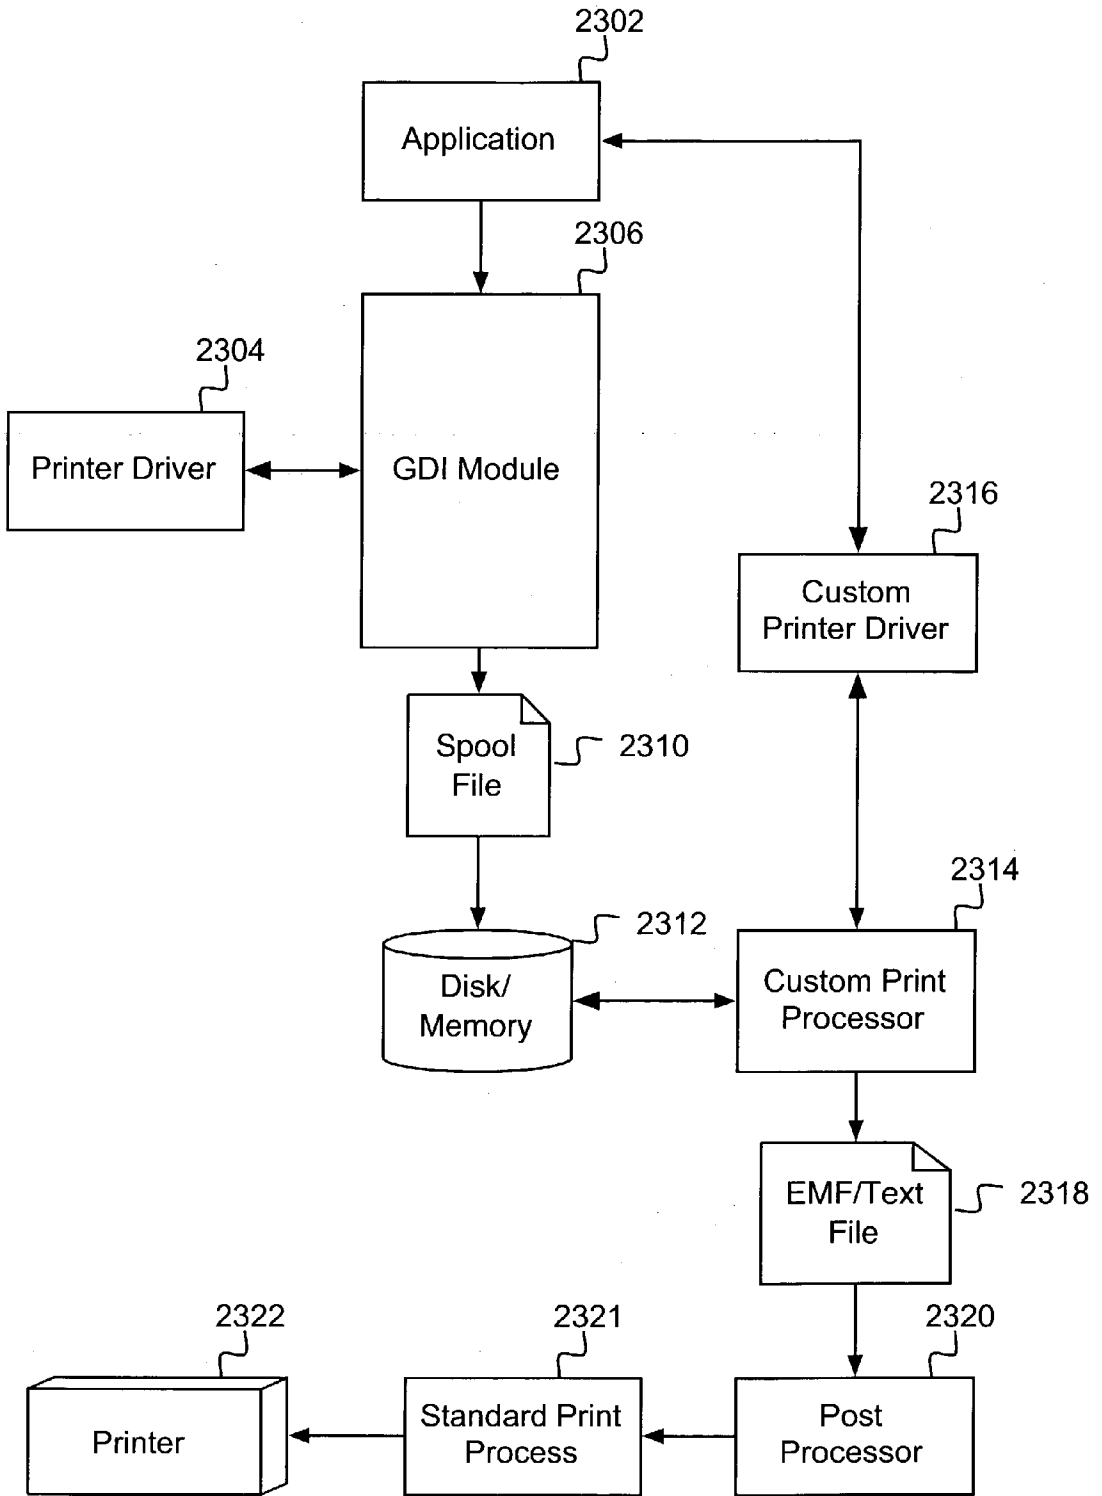 2302
Application
2306
2304
Printer Driver
GDI Module
2316
Custom
Printer Driver
Spool
File
2310
2314
2312
Disk/
Memory
Custom Print
Processor
EMF/Text
File
2318
2322
2321
2320
Printer
Standard Print
Process
Post
Processor